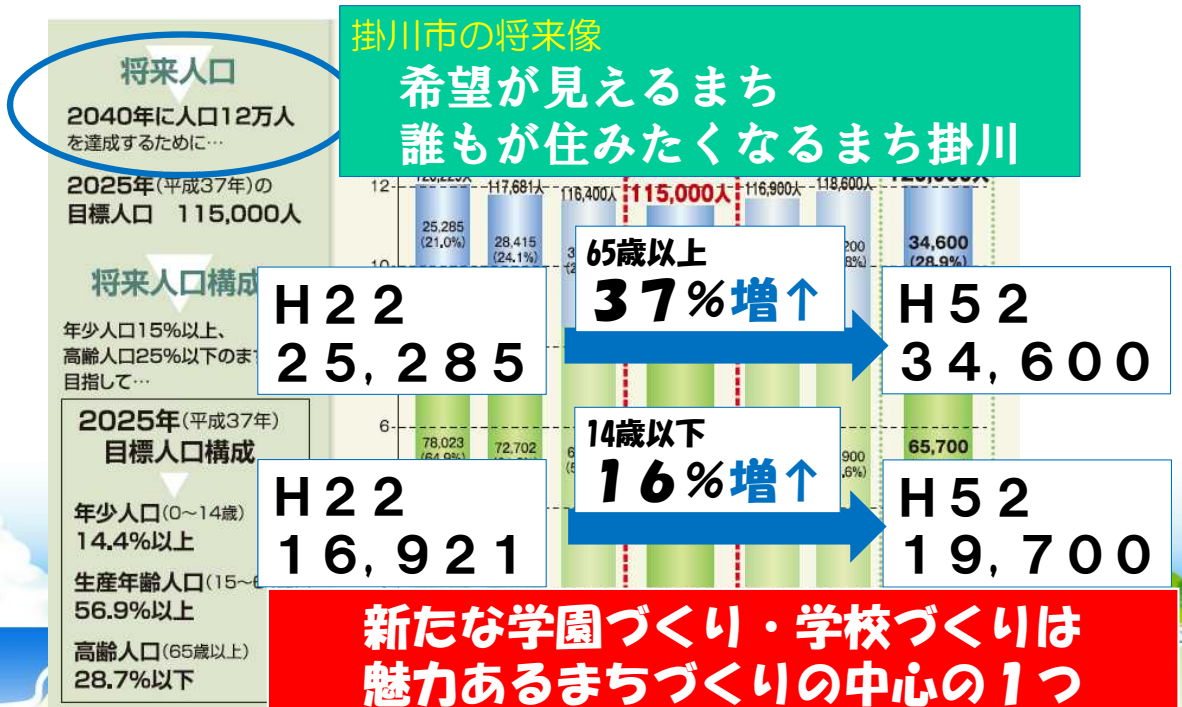 掛川市の将来像
希望が見えるまち
誰もが住みたくなるまち掛川
将来人口
2040年に人口12万人
を達成するために…
2025年(平成37年)の
目標人口 115,000人
将来人口構成
年少人口15%以上、
高齢人口25%以下のま
目指して…
2025年(平成37年)
目標人口構成
年少人口(0〜14歳)
14.4%以上
生産年齢人口(15〜
56.9%以上
高齢人口(65歳以上)
28.7%以下
12
117,681人
116,400人
115,000人
116,900人
118,600人
25,285
(21.0%)
28,415
(24.1%)
34,600
(28.9%)
10
65歳以上
37%増↑
H22
25,285
H52
34,600
6
78,023
72,702
65,700
14歳以下
16%増↑
H22
16,921
H52
19,700
新たな学園づくり・学校づくりは
魅力あるまちづくりの中心の1つ